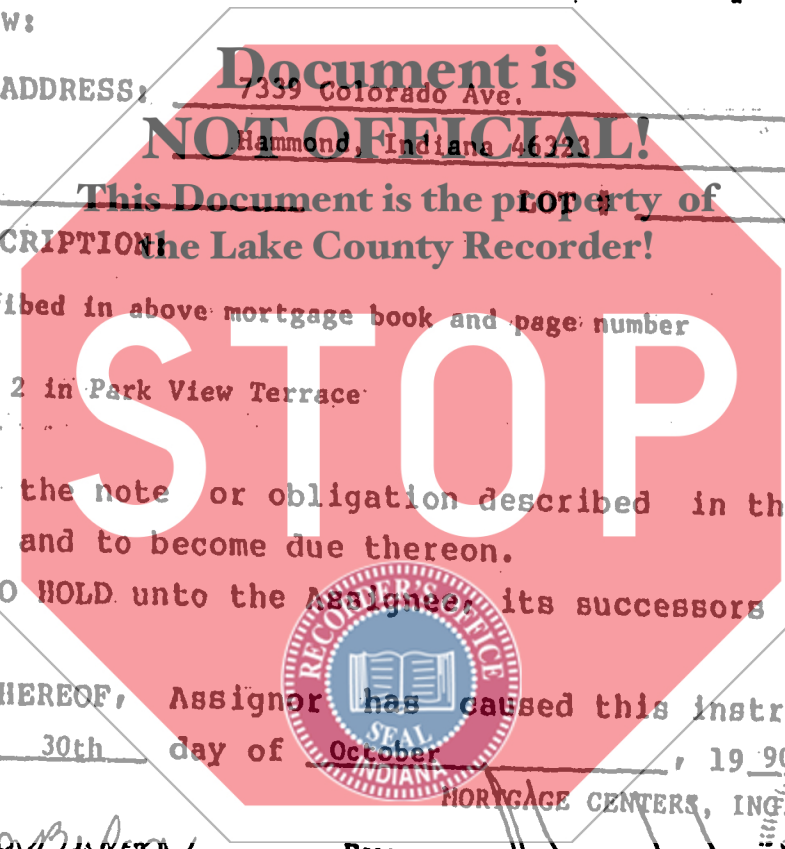 W:
Document is
ADDRESS: 7339 Colorado Ave.
NOT OFFICIAL!
Hammond, Indiana 46323
This Document is the property of
LOT #
CRIPTION:
the Lake County Recorder!
ibed in above mortgage book and page number
STOP
2 in Park View Terrace
the note or obligation described in th
and to become due thereon.
O HOLD unto the Assignee, its successors
RECORDER'S OFFICE
HEREOF, Assignor has caused this instr
SEAL
30th day of October, 19 90
INDIANA
MORTGAGE CENTERS, INC.